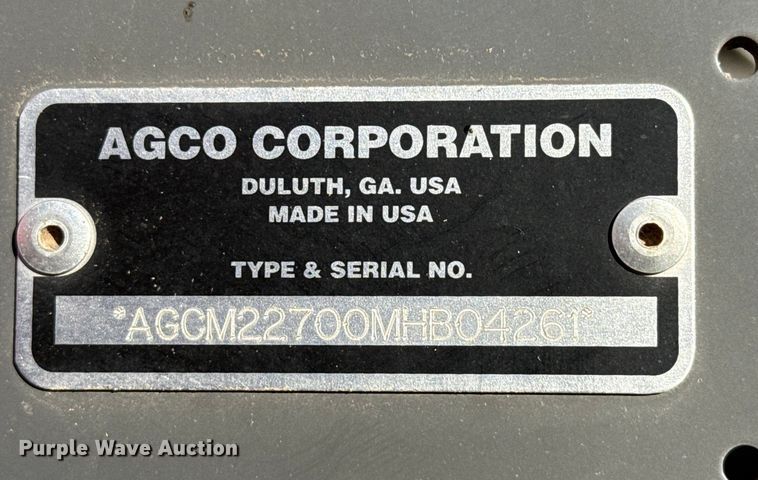 AGCO CORPORATION
DULUTH, GA. USA
MADE IN USA
TYPE & SERIAL NO.
*AGCM22700MHB04261*
Purple Wave Auction